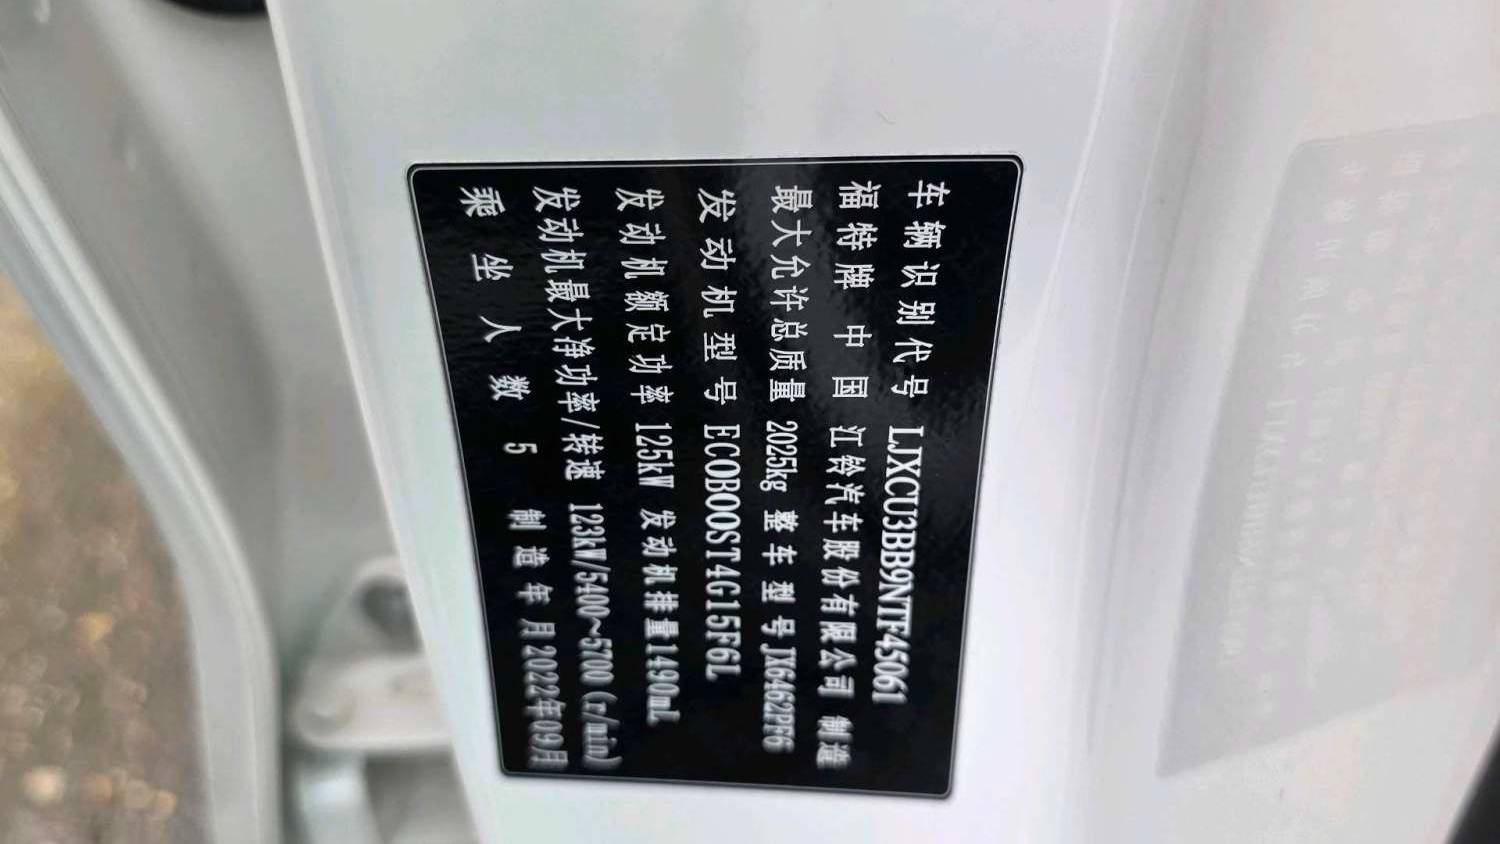 车辆识别代号 LJXCU3BB9NTF45061
福特牌 中国 江铃汽车股份有限公司 制造
最大允许总质量 2025kg 整车型号 JX6462PF6
发动机型号 ECOBOOST4G15F6L
发动机额定功率 125kW 发动机排量1490mL
发动机最大净功率/转速 123kW/5400~5700(r/min)
乘坐人数 5 制造年月2022年09月